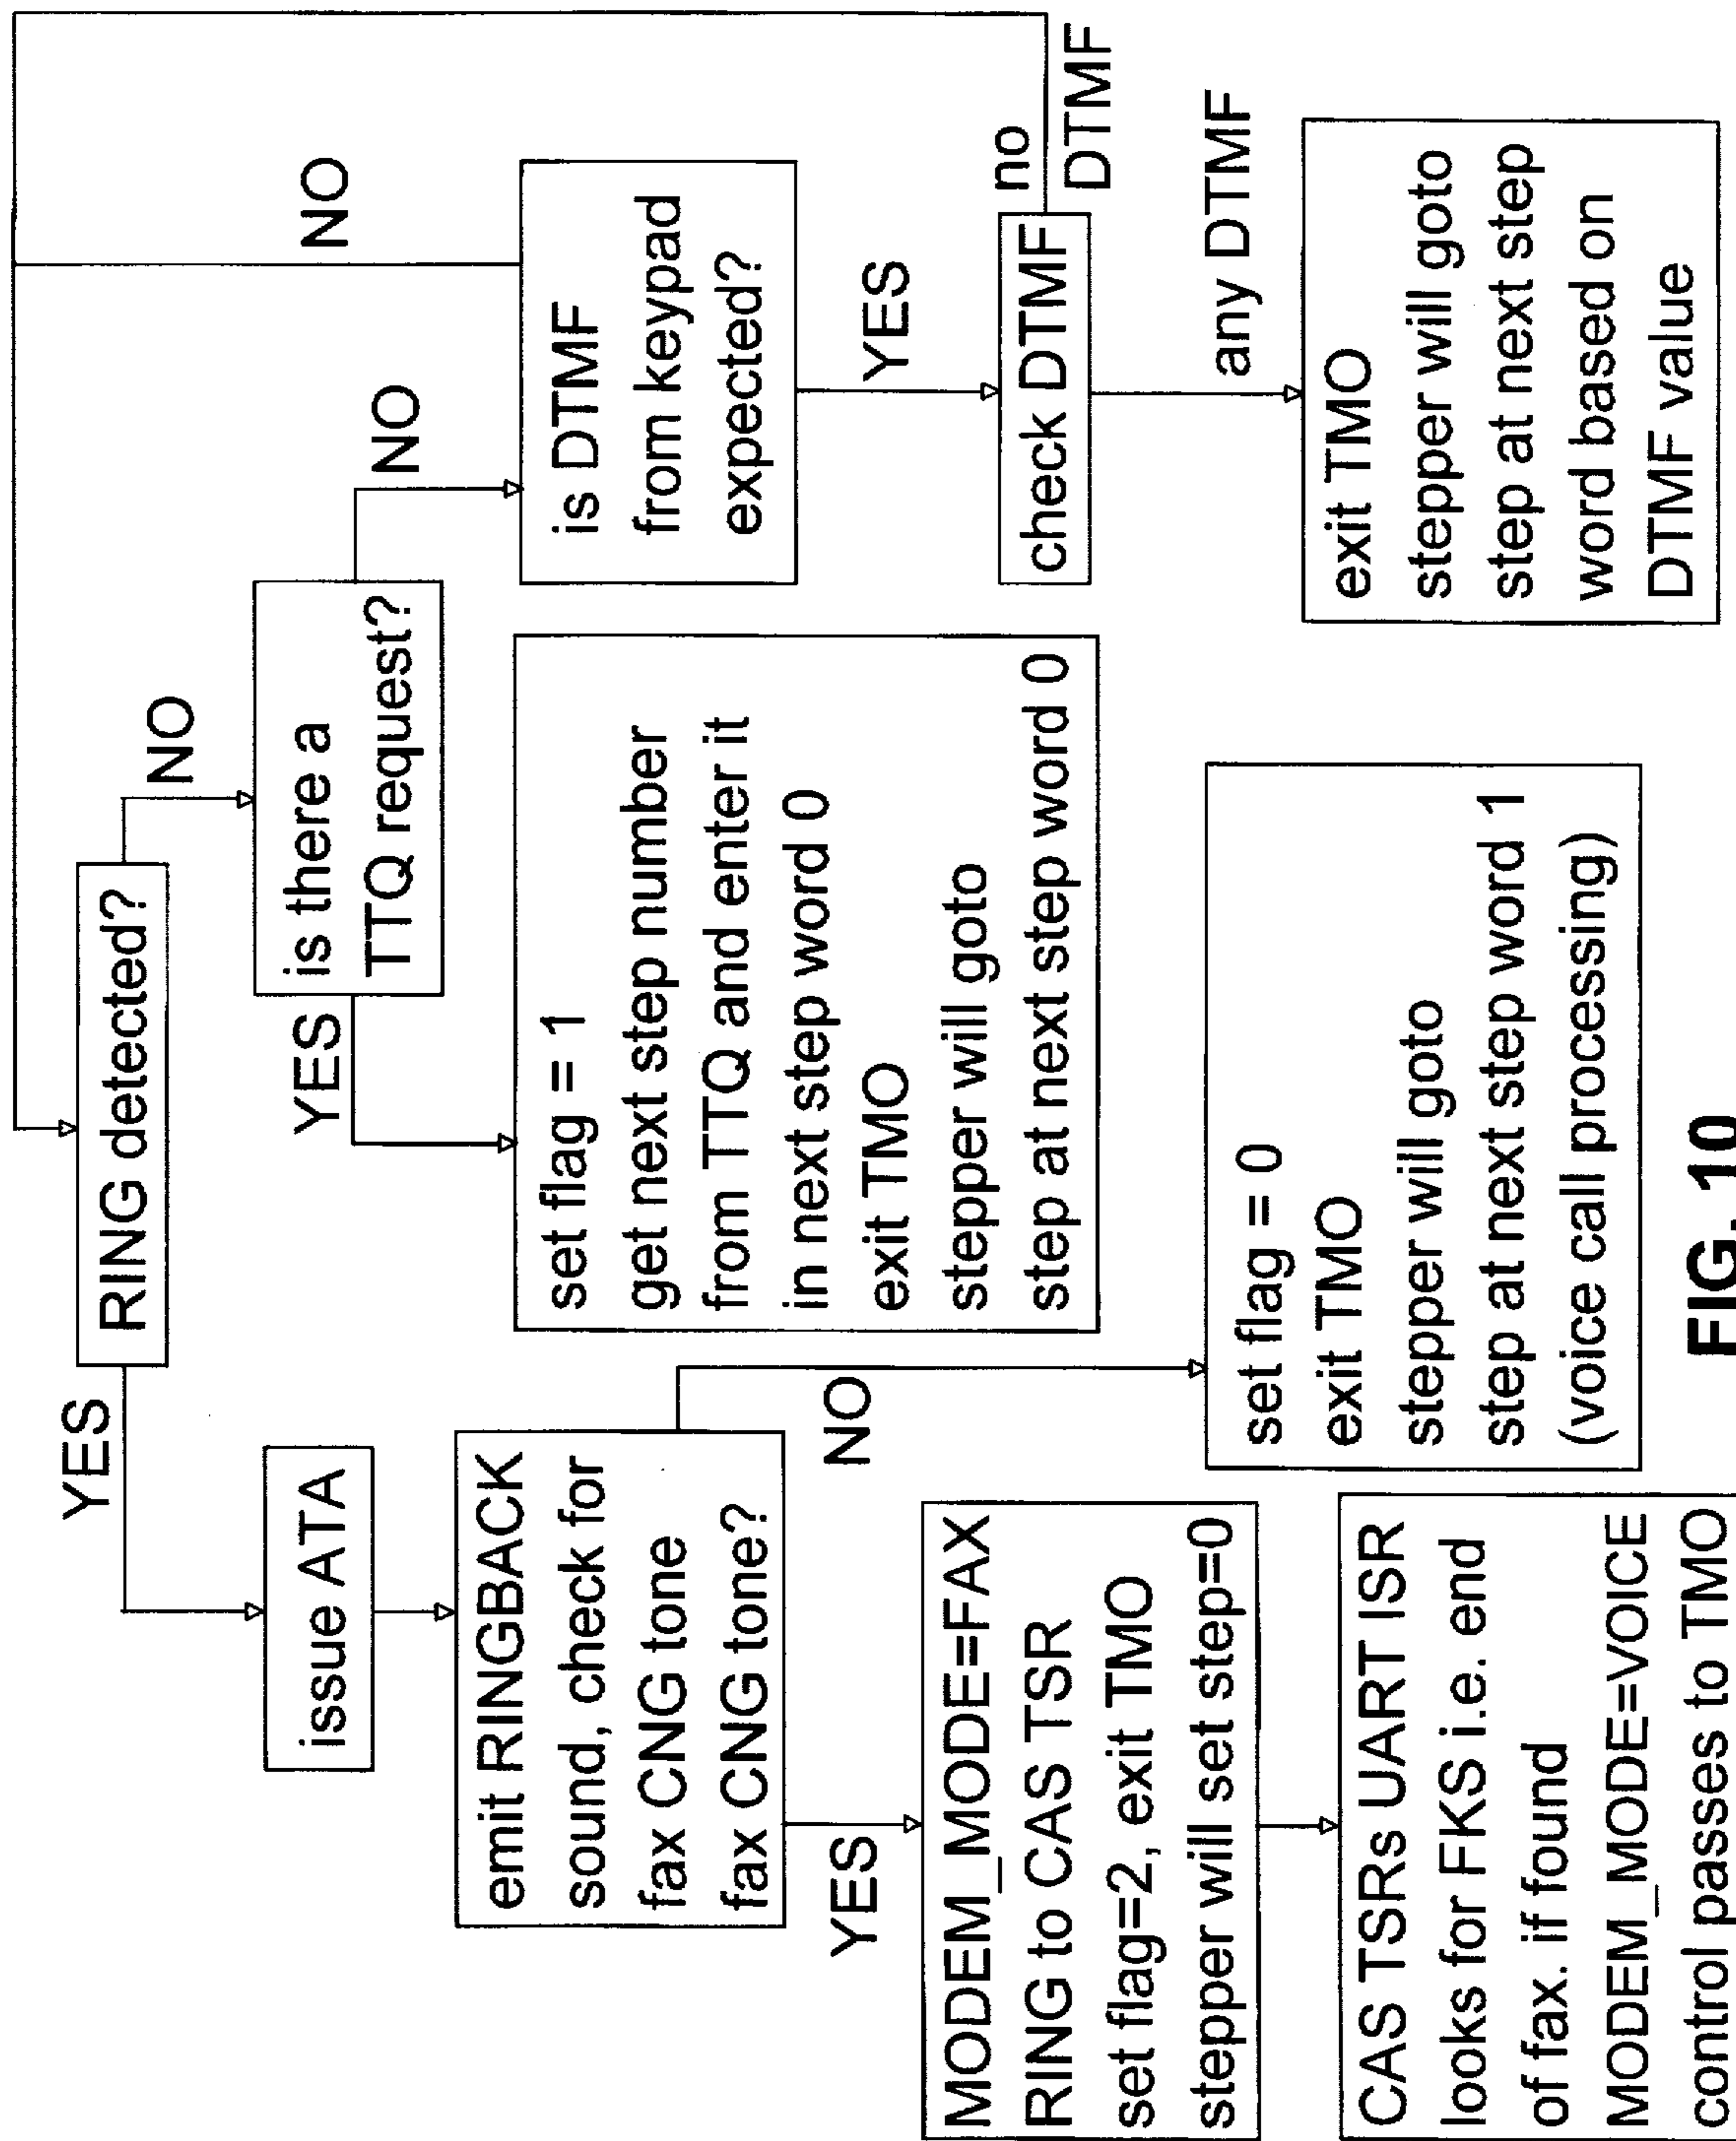 RING detected?
YES
NO
issue ATA
is there a
TTQ request?
YES
NO
emit RINGBACK
sound, check for
fax CNG tone
fax CNG tone?
YES
NO
set flag = 1
get next step number
from TTQ and enter it
in next step word 0
exit TMO
stepper will goto
step at next step word 0
is DTMF
from keypad
expected?
NO
YES
MODEM_MODE=FAX
RING to CAS TSR
set flag=2, exit TMO
stepper will set step=0
check DTMF
no
DTMF
any DTMF
set flag = 0
exit TMO
stepper will goto
step at next step word 1
(voice call processing)
exit TMO
stepper will goto
step at next step
word based on
DTMF value
CAS TSRs UART ISR
looks for FKS i.e. end
of fax. if found
MODEM_MODE=VOICE
control passes to TMO
FIG. 10